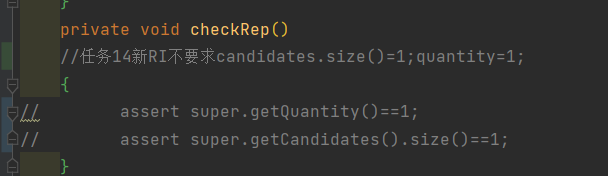 }
private void checkRep()
//任务14新RI不要求candidates.size()=1;quantity=1;
{
//        assert super.getQuantity()==1;
//        assert super.getCandidates().size()==1;
}